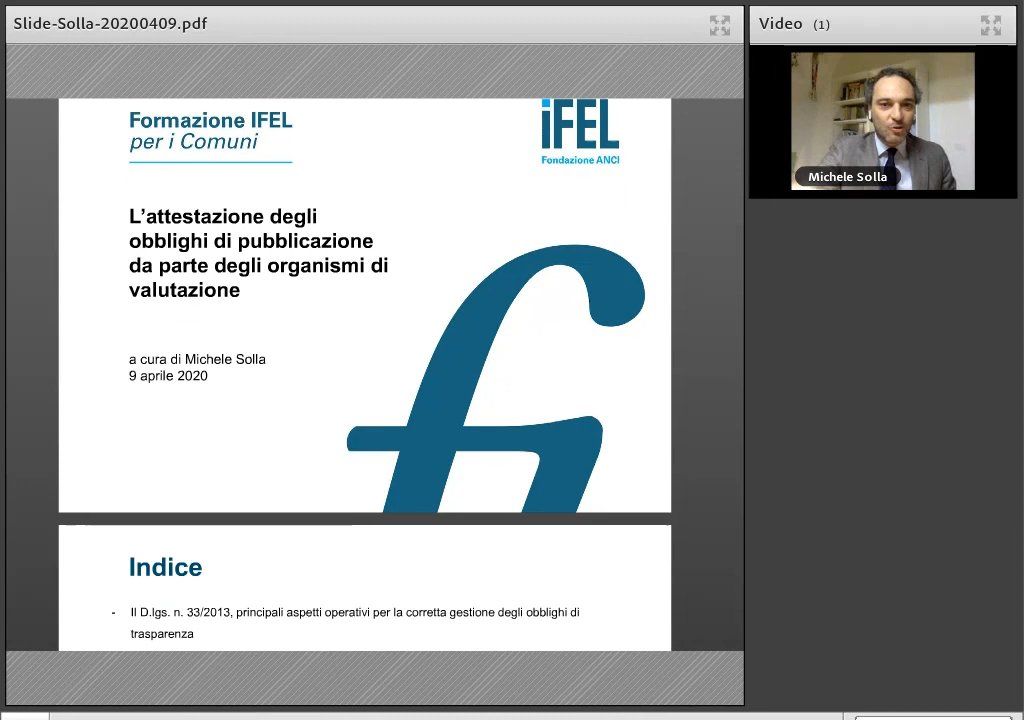 Slide-Solla-20200409.pdf
Video (1)
Formazione IFEL
per i Comuni
iFEL
Fondazione ANCI
Michele Solla
L'attestazione degli
obblighi di pubblicazione
da parte degli organismi di
valutazione
a cura di Michele Solla
9 aprile 2020
Indice
- Il D.lgs. n. 33/2013, principali aspetti operativi per la corretta gestione degli obblighi di
trasparenza